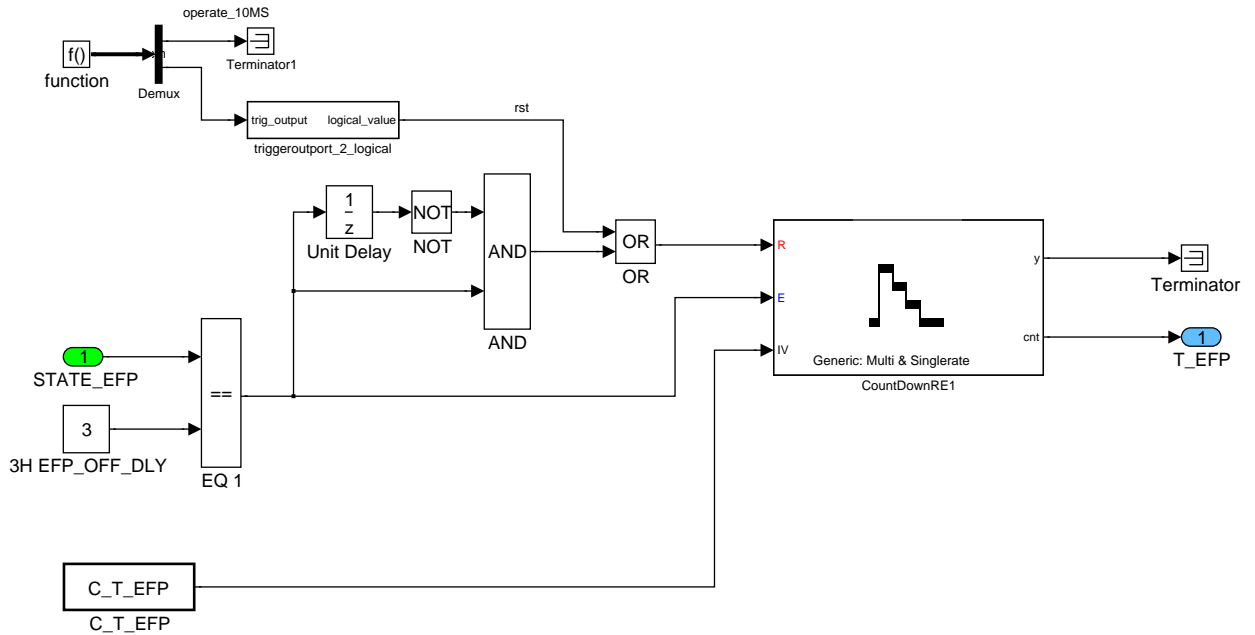 operate_10MS
f()
function
Demux
Terminator1
trig_output logical_value
triggeroutport_2_logical
rst
1
z
Unit Delay
NOT
NOT
AND
AND
OR
OR
R
E
IV
y
cnt
Generic: Multi & Singlerate
CountDownRE1
Terminator
1
T_EFP
1
STATE_EFP
3
3H EFP_OFF_DLY
==
EQ 1
C_T_EFP
C_T_EFP